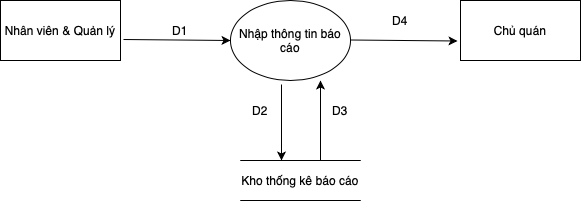 Nhân viên & Quản lý
D1
Nhập thông tin báo
cáo
D4
Chủ quán
D2
D3
Kho thống kê báo cáo